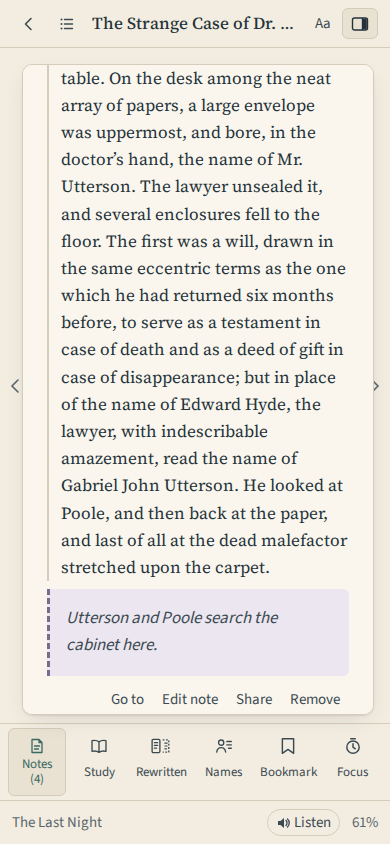 The Strange Case of Dr. ...
Aa
table. On the desk among the neat
array of papers, a large envelope
was uppermost, and bore, in the
doctor’s hand, the name of Mr.
Utterson. The lawyer unsealed it,
and several enclosures fell to the
floor. The first was a will, drawn in
the same eccentric terms as the one
which he had returned six months
before, to serve as a testament in
case of death and as a deed of gift in
case of disappearance; but in place
of the name of Edward Hyde, the
lawyer, with indescribable
amazement, read the name of
Gabriel John Utterson. He looked at
Poole, and then back at the paper,
and last of all at the dead malefactor
stretched upon the carpet.
Utterson and Poole search the
cabinet here.
Go to Edit note Share Remove
Notes
(4)
Study
Rewritten
Names
Bookmark
Focus
The Last Night
Listen
61%